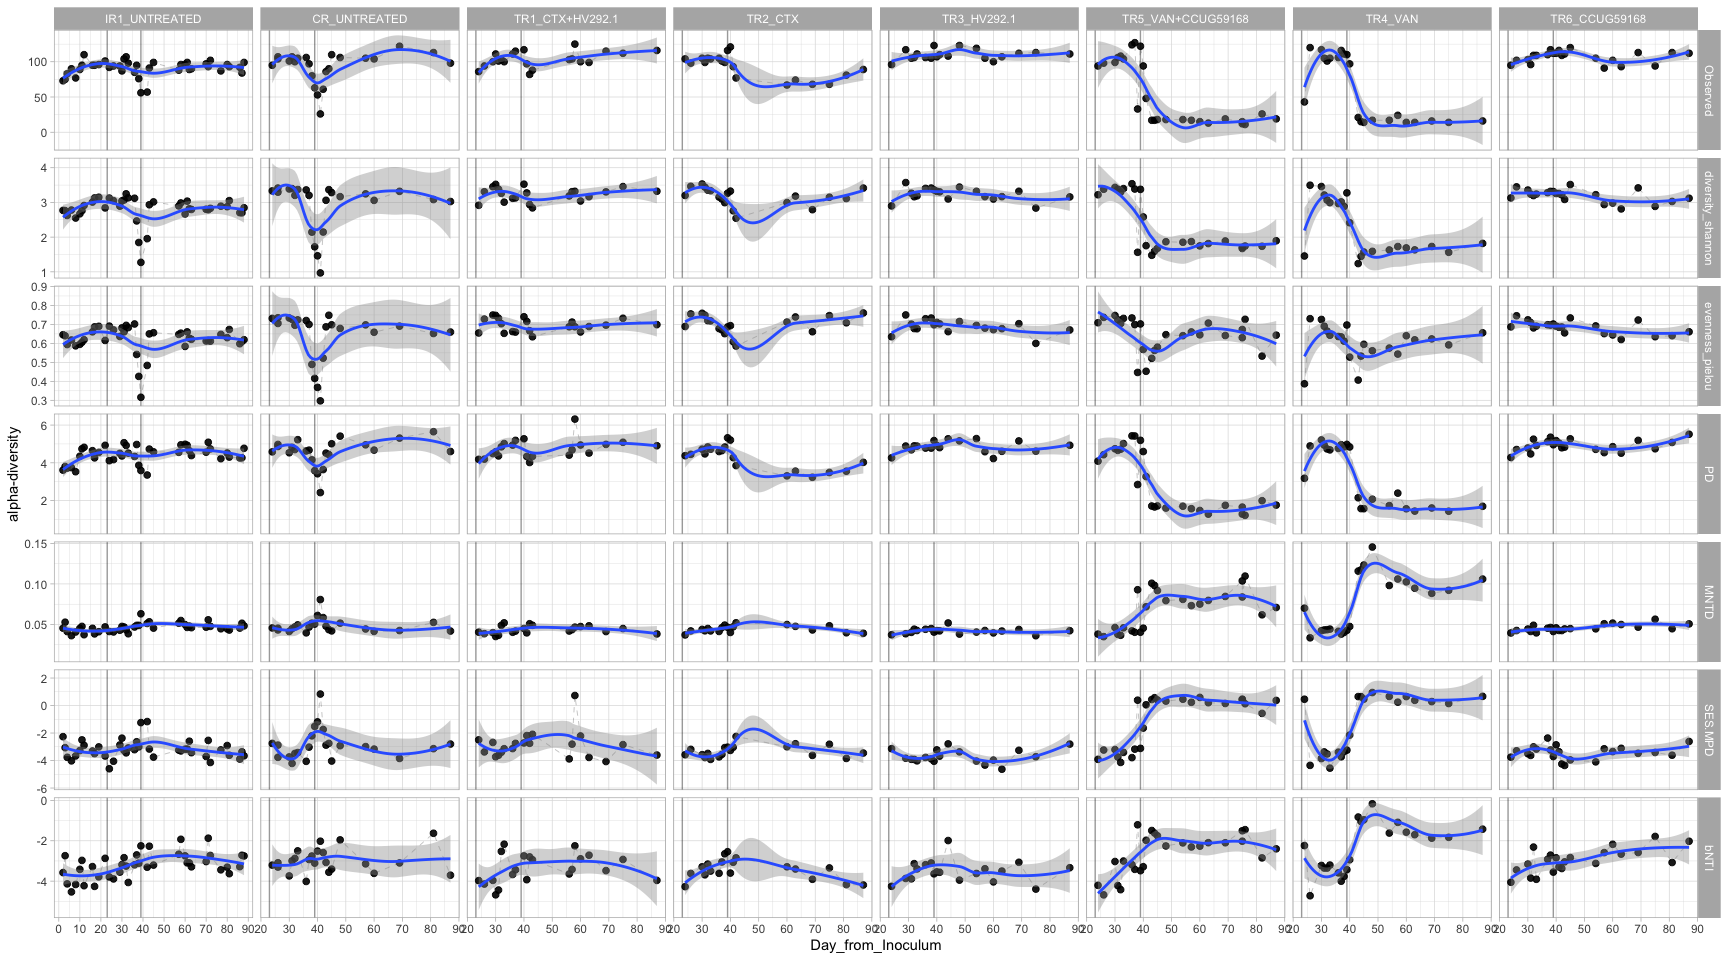 IR1_UNTREATED CR_UNTREATED TR1_CTX+HV292.1 TR2_CTX TR3_HV292.1 TR5_VAN+CCUG59168 TR4_VAN TR6_CCUG59168
100
50
0
Observed
4
3
2
1
diversity_shannon
0.9
0.8
0.7
0.6
0.5
0.4
0.3
evenness_pielou
6
4
2
PD
alpha-diversity
0.15
0.10
0.05
MNTD
2
0
-2
-4
-6
SES.MPD
0
-2
-4
bNTI
0 10 20 30 40 50 60 70 80 90 20 30 40 50 60 70 80 90 20 30 40 50 60 70 80 90 20 30 40 50 60 70 80 90 20 30 40 50 60 70 80 90 20 30 40 50 60 70 80 90 20 30 40 50 60 70 80 90 20 30 40 50 60 70 80 90
Day_from_Inoculum